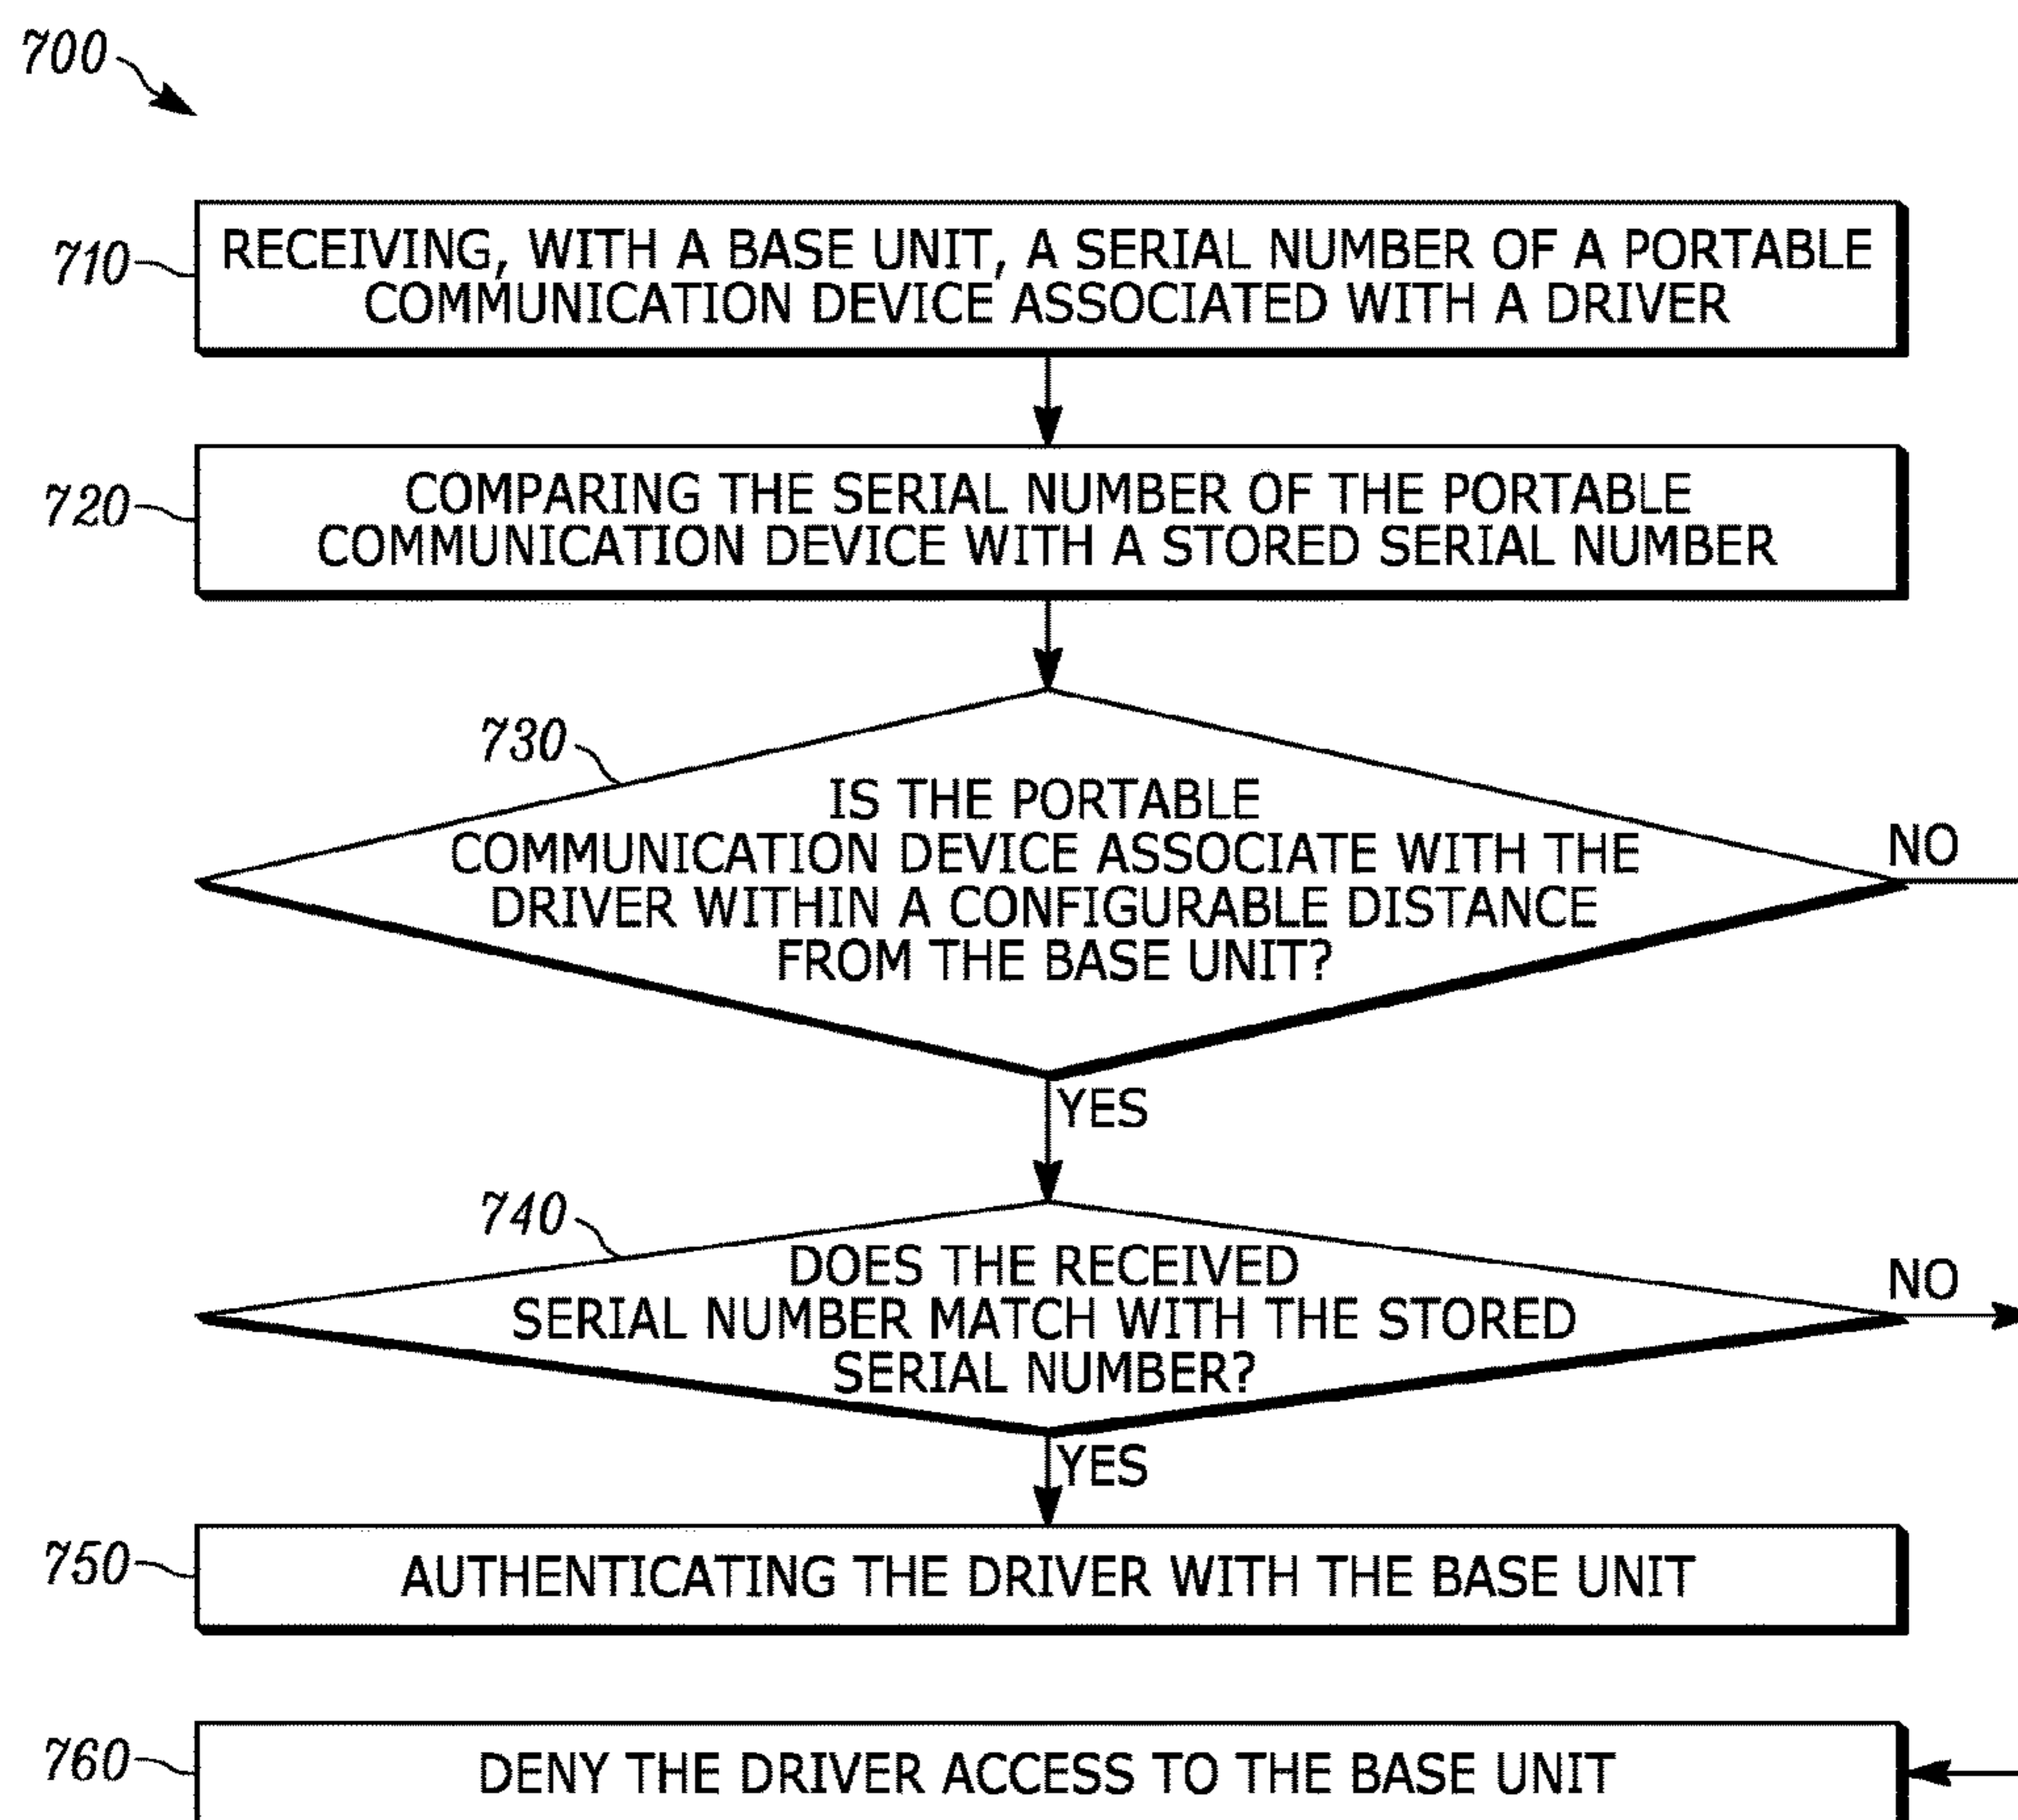 700
710
RECEIVING, WITH A BASE UNIT, A SERIAL NUMBER OF A PORTABLE
COMMUNICATION DEVICE ASSOCIATED WITH A DRIVER
720
COMPARING THE SERIAL NUMBER OF THE PORTABLE
COMMUNICATION DEVICE WITH A STORED SERIAL NUMBER
730
IS THE PORTABLE
COMMUNICATION DEVICE ASSOCIATE WITH THE
DRIVER WITHIN A CONFIGURABLE DISTANCE
FROM THE BASE UNIT?
NO
YES
740
DOES THE RECEIVED
SERIAL NUMBER MATCH WITH THE STORED
SERIAL NUMBER?
NO
YES
750
AUTHENTICATING THE DRIVER WITH THE BASE UNIT
760
DENY THE DRIVER ACCESS TO THE BASE UNIT